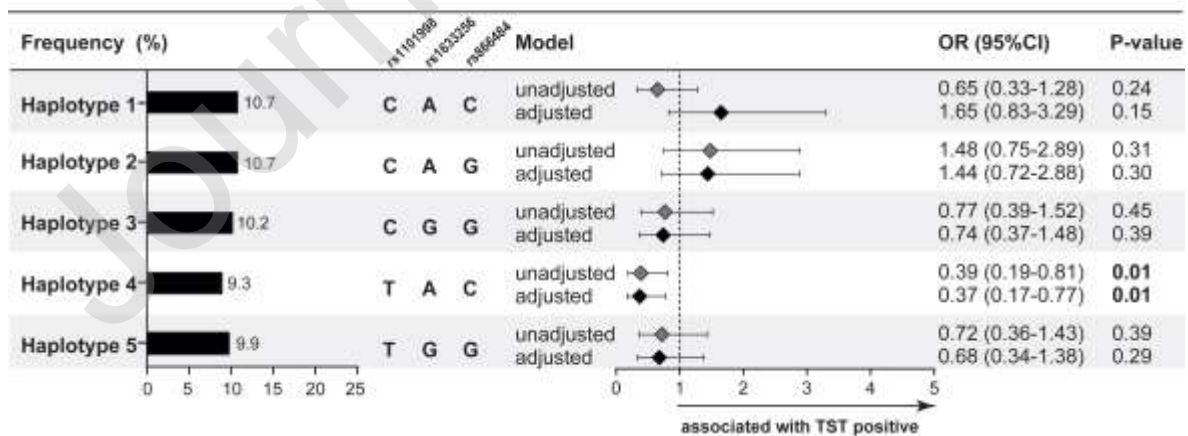 Frequency (%) rs1101998 rs1633256 rs866484 Model OR (95%CI) P-value
Haplotype 1 10.7 C A C unadjusted 0.65 (0.33-1.28) 0.24
adjusted 1.65 (0.83-3.29) 0.15
Haplotype 2 10.7 C A G unadjusted 1.48 (0.75-2.89) 0.31
adjusted 1.44 (0.72-2.88) 0.30
Haplotype 3 10.2 C G G unadjusted 0.77 (0.39-1.52) 0.45
adjusted 0.74 (0.37-1.48) 0.39
Haplotype 4 9.3 T A C unadjusted 0.39 (0.19-0.81) 0.01
adjusted 0.37 (0.17-0.77) 0.01
Haplotype 5 9.9 T G G unadjusted 0.72 (0.36-1.43) 0.39
adjusted 0.68 (0.34-1.38) 0.29
0 5 10 15 20 25 0 1 2 3 4 5
associated with TST positive
Journ